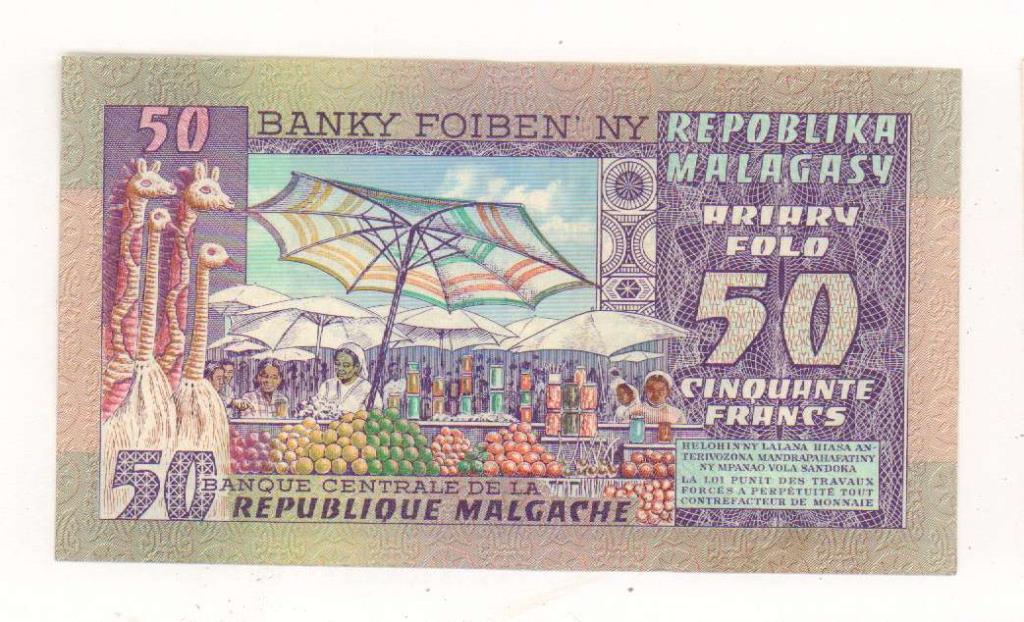 50
BANKY FOIBEN' NY
REPOBLIKA
MALAGASY
ARIARY
FOLO
50
CINQUANTE
FRANCS
HELOHIN'NY LALANA HIASA AN-
TERIVOZONA MANDRAPAHAFATINY
NY MPANAO VOLA SANDOKA
LA LOI PUNIT DES TRAVAUX
FORCÉS A PERPÉTUITÉ TOUT
CONTREFACTEUR DE MONNAIE
50
BANQUE CENTRALE DE LA
REPUBLIQUE MALGACHE